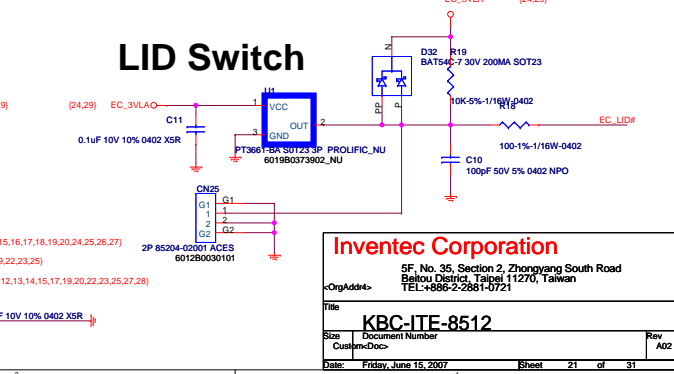 {24,29}
LID Switch
N
D32
R19
BAT54C-7 30V 200MA SOT23
9}
{24,29}
EC_3VLA
U1
1
VCC
PP
P
10K-5%-1/16W-0402
C11
OUT
2
R18
EC_LID#
0.1uF 10V 10% 0402 X5R
3
GND
100-1%-1/16W-0402
PT3661-BA SOT23 3P PROLIFIC_NU
6019B0373902_NU
C10
100pF 50V 5% 0402 NPO
CN25
G1
G1
1
1
2
2
G2
G2
15,16,17,18,19,20,24,25,26,27}
2P 85204-02001 ACES
6012B0030101
9,22,23,25}
12,13,14,15,17,19,20,22,23,25,27,28}
F 10V 10% 0402 X5R
Inventec Corporation
5F, No. 35, Section 2, Zhongyang South Road
Beitou District, Taipei 11270, Taiwan
<OrgAddr4>
TEL:+886-2-2881-0721
Title
KBC-ITE-8512
Size
Document Number
Rev
Custom
<Doc>
A02
Date:
Friday, June 15, 2007
Sheet
21
of
31